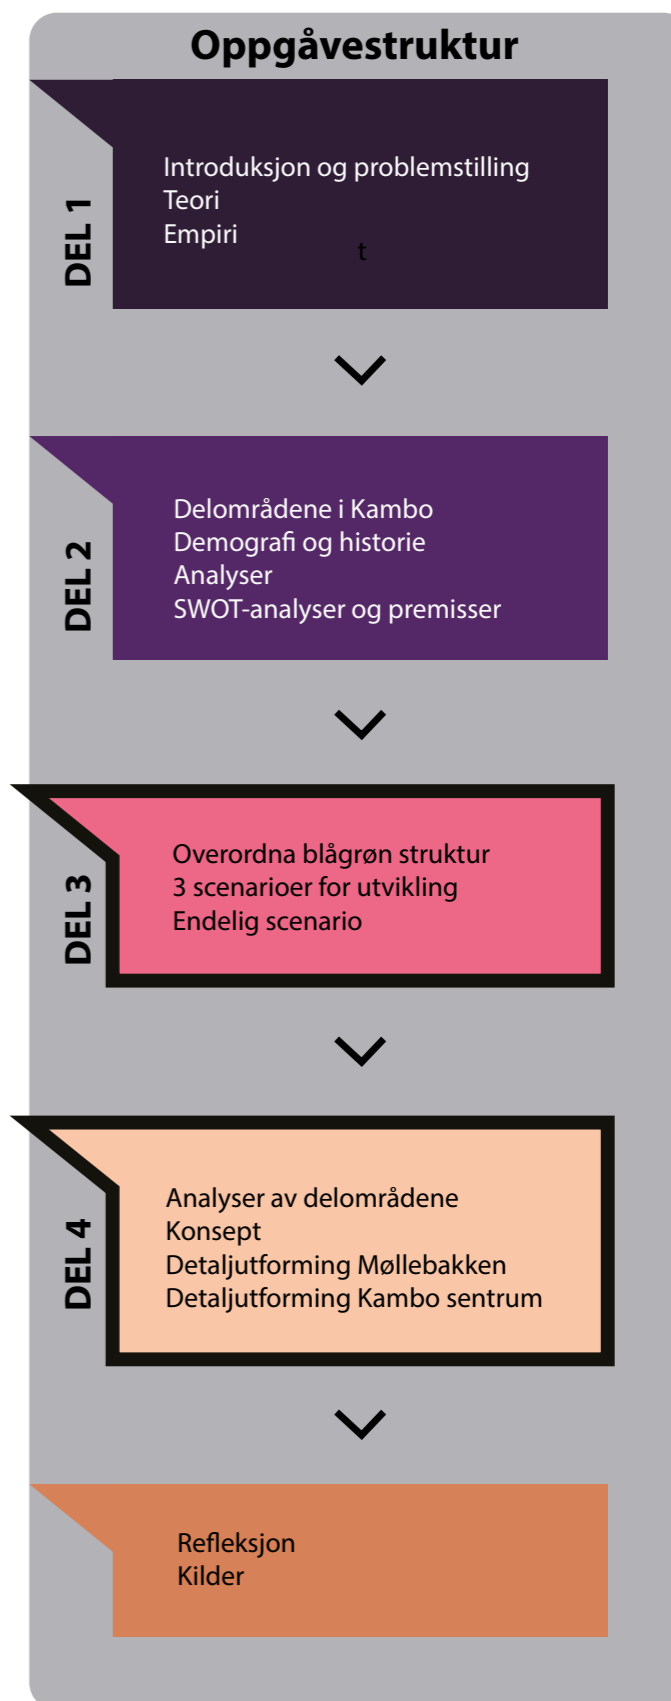 Oppgåvestruktur
DEL 1
Introduksjon og problemstilling
Teori
Empiri
t
DEL 2
Delområdene i Kambo
Demografi og historie
Analyser
SWOT-analyser og premisser
DEL 3
Overordna blågrøn struktur
3 scenarioer for utvikling
Endelig scenario
DEL 4
Analyser av delområdene
Konsept
Detaljutforming Møllebakken
Detaljutforming Kambo sentrum
Refleksjon
Kilder